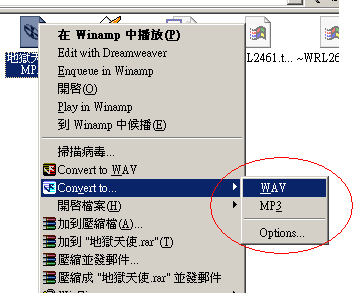 地獄天
MP
L2461.t... ~WRL26
在 Winamp 中播放(P)
Edit with Dreamweaver
Enqueue in Winamp
開啓(O)
Play in Winamp
到 Winamp 中候播(E)
掃描病毒...
Convert to WAV
Convert to...
開啓檔案(H)
加到壓縮檔(A)...
加到 "地獄天使.rar"(T)
壓縮並發郵件...
壓縮成 "地獄天使.rar" 並發郵件
WAV
MP3
Options...